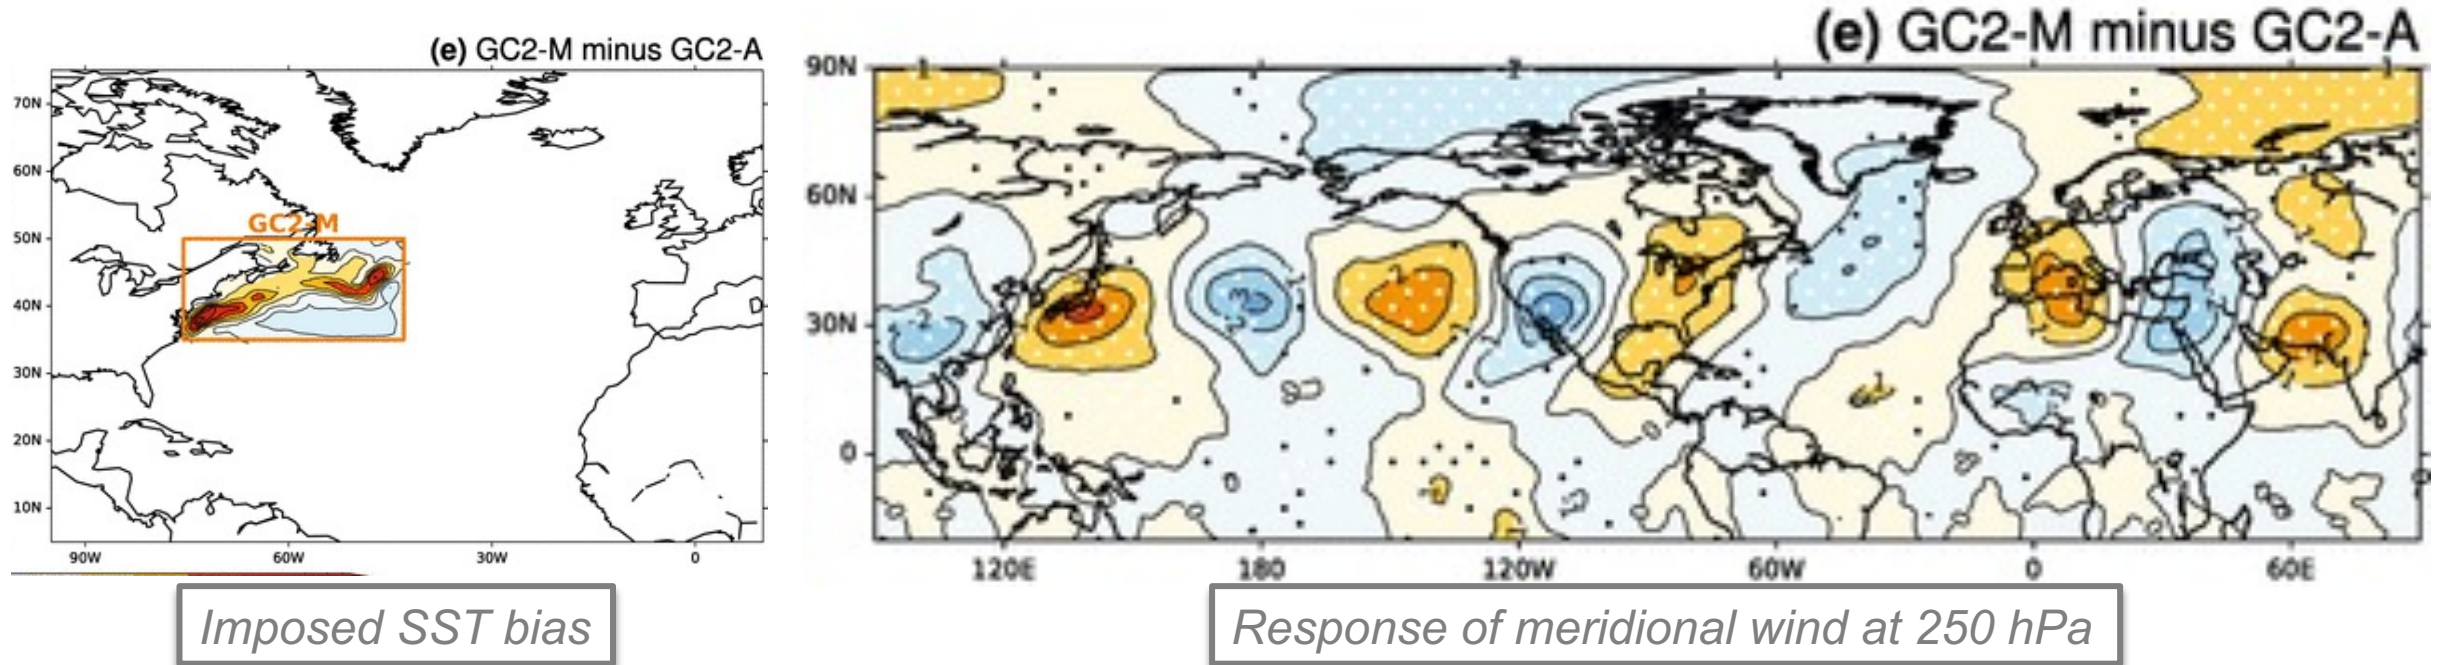 (e) GC2-M minus GC2-A
70N
60N
50N
40N
30N
20N
10N
GC2-M
90W 60W 30W 0
Imposed SST bias
(e) GC2-M minus GC2-A
90N
60N
30N
0
120E 180 120W 60W 0 60E
Response of meridional wind at 250 hPa